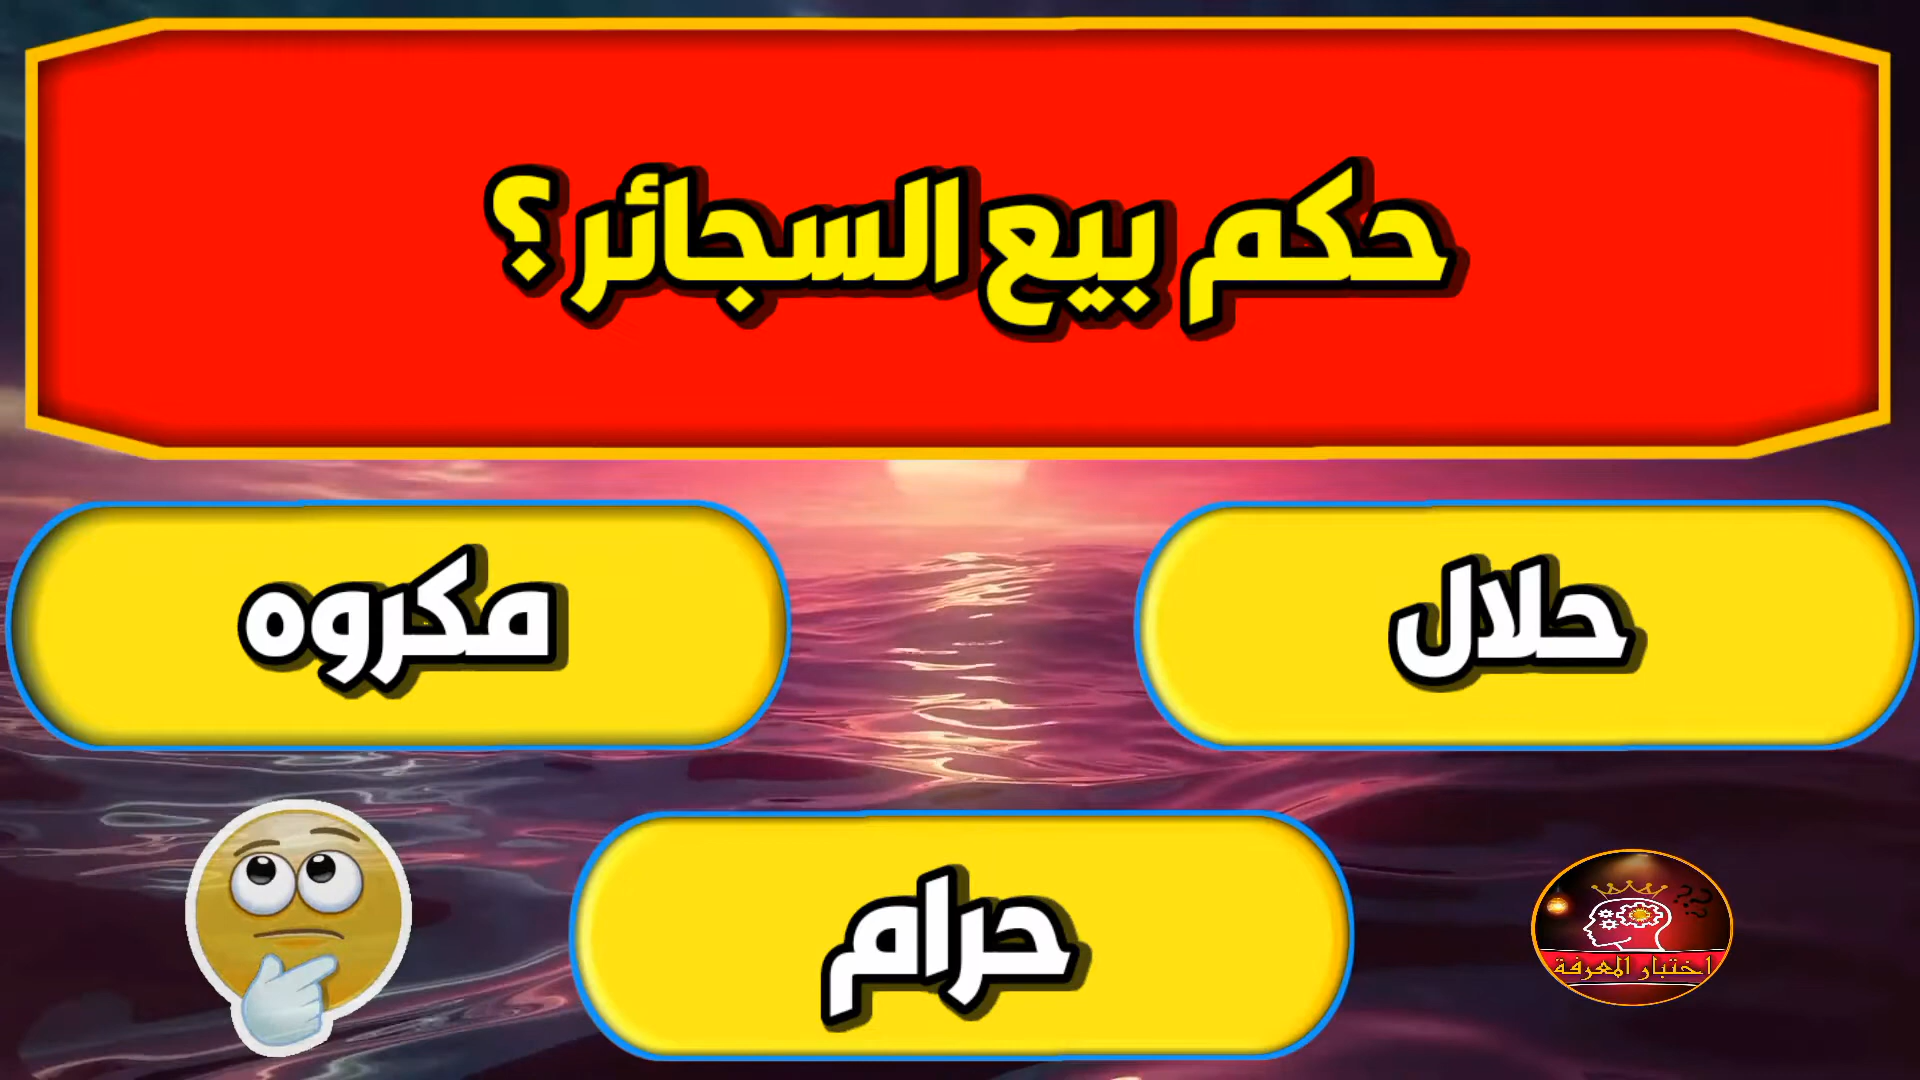 حكم بيع السجائر ؟
حلال
مكروه
حرام
اختبار المعرفة
??